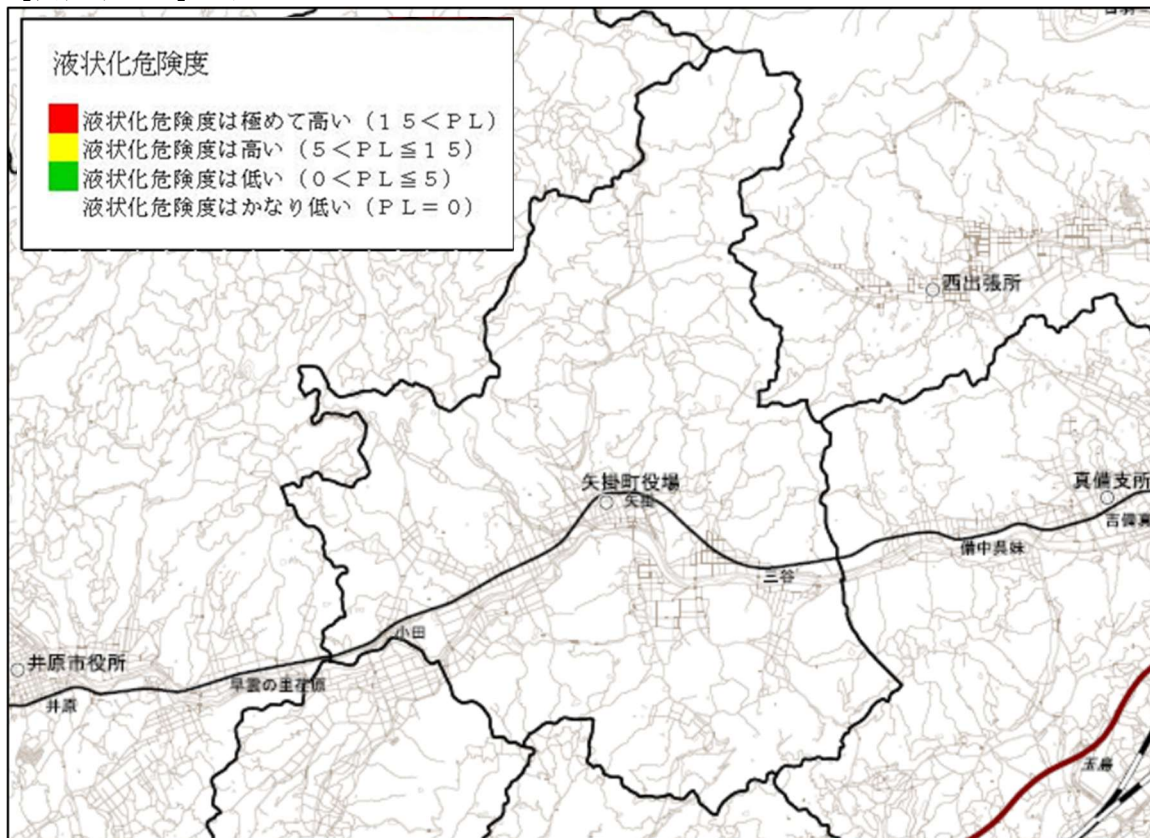 液状化危険度
液状化危険度は極めて高い（１５＜ＰＬ）
液状化危険度は高い（５＜ＰＬ≦１５）
液状化危険度は低い（０＜ＰＬ≦５）
液状化危険度はかなり低い（ＰＬ＝０）
西出張所
矢掛町役場
矢掛
真備支所
備中呉妹
三谷
小田
井原市役所
早雲の里荏原
井原
玉島